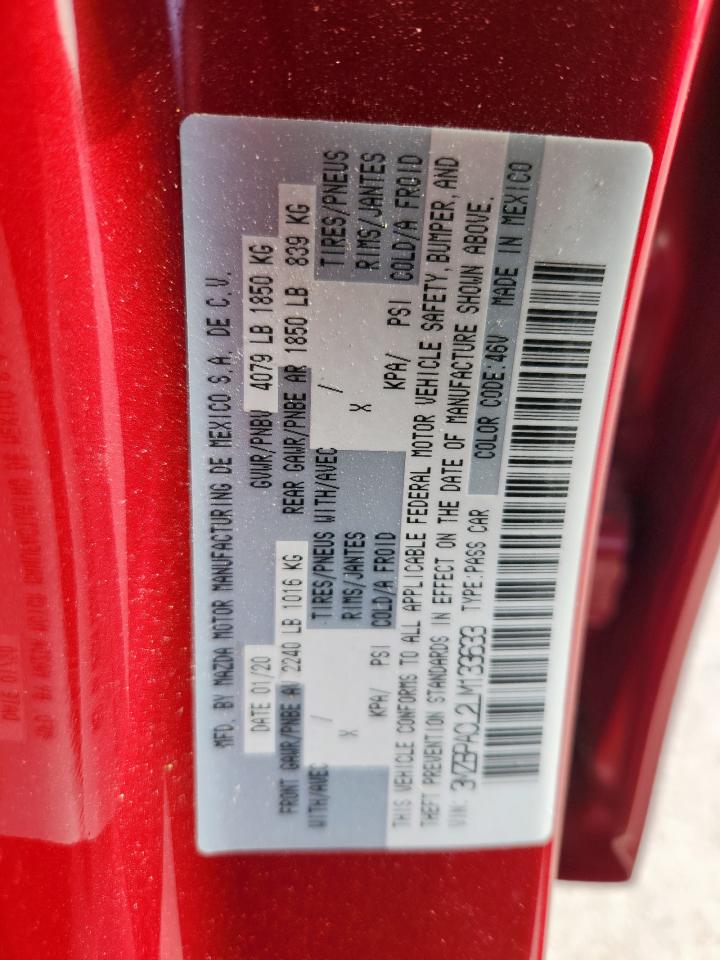 MFD. BY MAZDA MOTOR MANUFACTURING DE MEXICO S.A. DE C.V.
DATE 01/20 GVWR/PNBV 4079 LB 1850 KG
FRONT GAWR/PNBE AV 2240 LB 1016 KG REAR GAWR/PNBE AR 1850 LB 839 KG
WITH/AVEC / TIRES/PNEUS WITH/AVEC / TIRES/PNEUS
X RIMS/JANTES X RIMS/JANTES
KPA/ PSI COLD/A FROID KPA/ PSI COLD/A FROID
THIS VEHICLE CONFORMS TO ALL APPLICABLE FEDERAL MOTOR VEHICLE SAFETY, BUMPER, AND
THEFT PREVENTION STANDARDS IN EFFECT ON THE DATE OF MANUFACTURE SHOWN ABOVE.
VIN: 3MZBPACL2LM133633 TYPE:PASS CAR COLOR CODE:46V MADE IN MEXICO